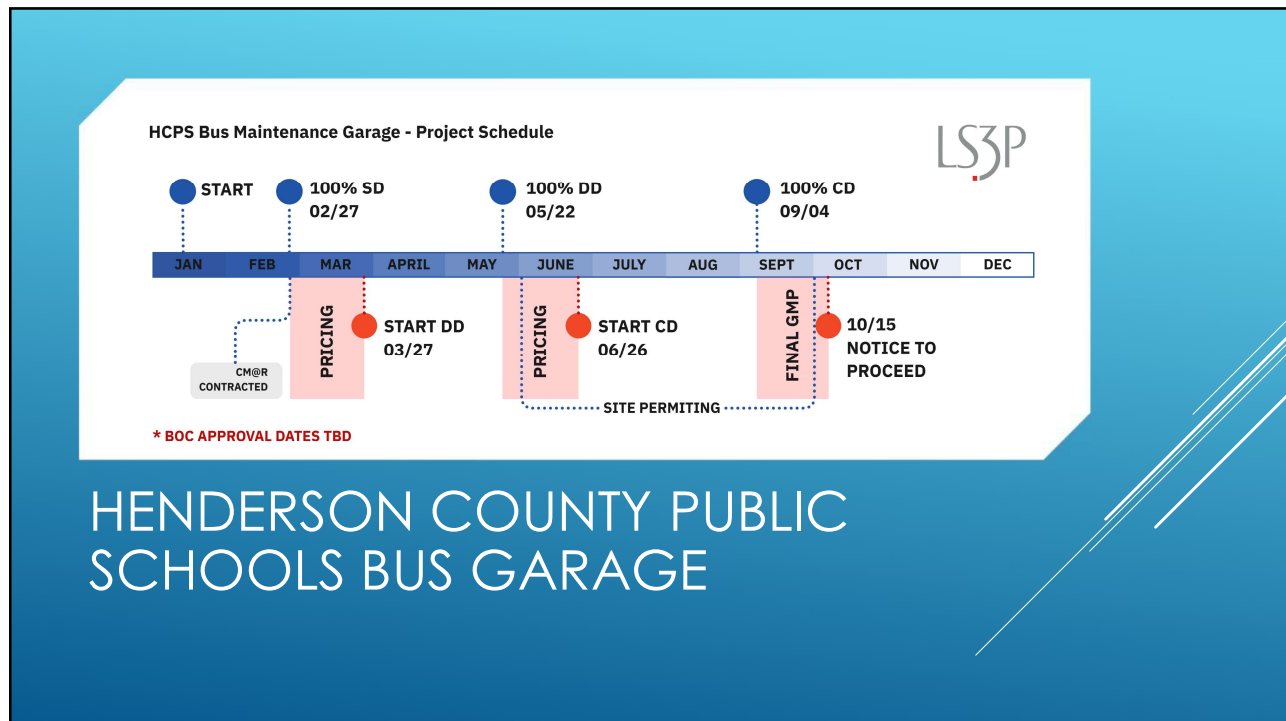 HCPS Bus Maintenance Garage - Project Schedule
LS3P
START
100% SD
02/27
100% DD
05/22
100% CD
09/04
JAN FEB MAR APRIL MAY JUNE JULY AUG SEPT OCT NOV DEC
CM@R
CONTRACTED
PRICING
START DD
03/27
PRICING
START CD
06/26
FINAL GMP
10/15
NOTICE TO
PROCEED
SITE PERMITING
* BOC APPROVAL DATES TBD
HENDERSON COUNTY PUBLIC
SCHOOLS BUS GARAGE